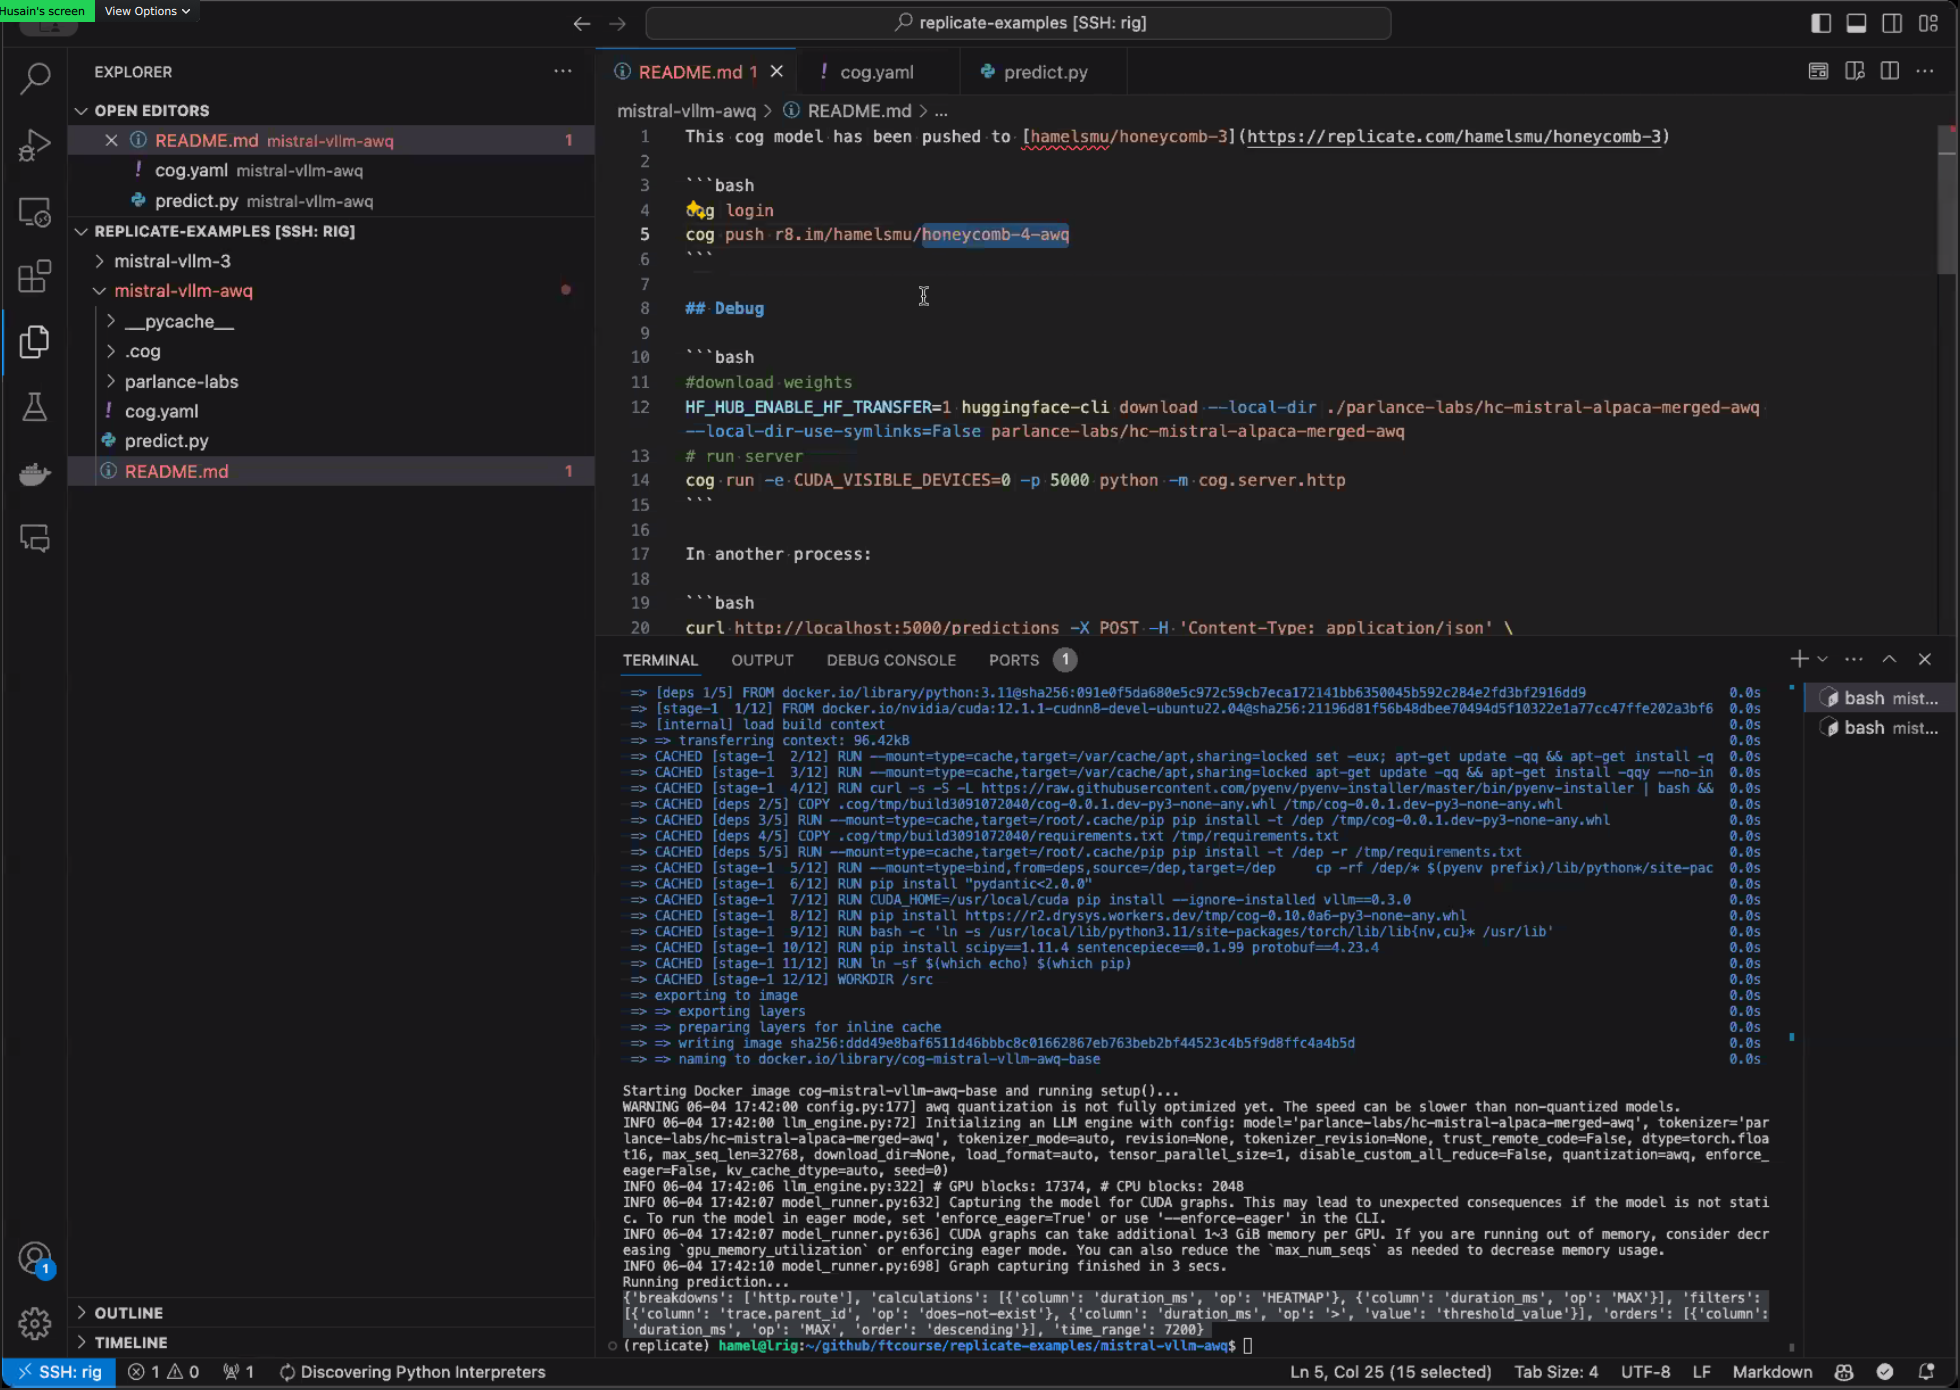 Husain's screen
View Options
replicate-examples [SSH: rig]
EXPLORER
OPEN EDITORS
README.md mistral-vllm-awq 1
cog.yaml mistral-vllm-awq
predict.py mistral-vllm-awq
REPLICATE-EXAMPLES [SSH: RIG]
mistral-vllm-3
mistral-vllm-awq
__pycache__
.cog
parlance-labs
cog.yaml
predict.py
README.md 1
OUTLINE
TIMELINE
README.md 1
cog.yaml
predict.py
mistral-vllm-awq > README.md > ...
1 This cog model has been pushed to [hamelsmu/honeycomb-3](https://replicate.com/hamelsmu/honeycomb-3)
2
3 ```bash
4 cog login
5 cog push r8.im/hamelsmu/honeycomb-4-awq
6 ```
7
8 ## Debug
9
10 ```bash
11 #download weights
12 HF_HUB_ENABLE_HF_TRANSFER=1 huggingface-cli download --local-dir ./parlance-labs/hc-mistral-alpaca-merged-awq
--local-dir-use-symlinks=False parlance-labs/hc-mistral-alpaca-merged-awq
13 # run server
14 cog run -e CUDA_VISIBLE_DEVICES=0 -p 5000 python -m cog.server.http
15 ```
16
17 In another process:
18
19 ```bash
20 curl http://localhost:5000/predictions -X POST -H 'Content-Type: application/json' \
TERMINAL OUTPUT DEBUG CONSOLE PORTS 1
=> [deps 1/5] FROM docker.io/library/python:3.11@sha256:091e0f5da680e5c972c59cb7eca172141bb6350045b592c284e2fd3bf2916dd9 0.0s
=> [stage-1 1/12] FROM docker.io/nvidia/cuda:12.1.1-cudnn8-devel-ubuntu22.04@sha256:21196d81f56b48dbee70494d5f10322e1a77cc47ffe202a3bf6 0.0s
=> [internal] load build context 0.0s
=> => transferring context: 96.42kB 0.0s
=> CACHED [stage-1 2/12] RUN --mount=type=cache,target=/var/cache/apt,sharing=locked set -eux; apt-get update -qq && apt-get install -q 0.0s
=> CACHED [stage-1 3/12] RUN --mount=type=cache,target=/var/cache/apt,sharing=locked apt-get update -qq && apt-get install -qqy --no-in 0.0s
=> CACHED [stage-1 4/12] RUN curl -s -S -L https://raw.githubusercontent.com/pyenv/pyenv-installer/master/bin/pyenv-installer | bash && 0.0s
=> CACHED [deps 2/5] COPY .cog/tmp/build3091072040/cog-0.0.1.dev-py3-none-any.whl /tmp/cog-0.0.1.dev-py3-none-any.whl 0.0s
=> CACHED [deps 3/5] RUN --mount=type=cache,target=/root/.cache/pip pip install -t /dep /tmp/cog-0.0.1.dev-py3-none-any.whl 0.0s
=> CACHED [deps 4/5] COPY .cog/tmp/build3091072040/requirements.txt /tmp/requirements.txt 0.0s
=> CACHED [deps 5/5] RUN --mount=type=cache,target=/root/.cache/pip pip install -t /dep -r /tmp/requirements.txt 0.0s
=> CACHED [stage-1 5/12] RUN --mount=type=bind,from=deps,source=/dep,target=/dep cp -rf /dep/* $(pyenv prefix)/lib/python*/site-pac 0.0s
=> CACHED [stage-1 6/12] RUN pip install "pydantic<2.0.0" 0.0s
=> CACHED [stage-1 7/12] RUN CUDA_HOME=/usr/local/cuda pip install --ignore-installed vllm==0.3.0 0.0s
=> CACHED [stage-1 8/12] RUN pip install https://r2.drysys.workers.dev/tmp/cog-0.10.0a6-py3-none-any.whl 0.0s
=> CACHED [stage-1 9/12] RUN bash -c 'ln -s /usr/local/lib/python3.11/site-packages/torch/lib/lib{nv,cu}* /usr/lib' 0.0s
=> CACHED [stage-1 10/12] RUN pip install scipy==1.11.4 sentencepiece==0.1.99 protobuf==4.23.4 0.0s
=> CACHED [stage-1 11/12] RUN ln -sf $(which echo) $(which pip) 0.0s
=> CACHED [stage-1 12/12] WORKDIR /src 0.0s
=> exporting to image 0.0s
=> => exporting layers 0.0s
=> => preparing layers for inline cache 0.0s
=> => writing image sha256:ddd49e8baf6511d46bbbc8c01662867eb763beb2bf44523c4b5f9d8ffc4a4b5d 0.0s
=> => naming to docker.io/library/cog-mistral-vllm-awq-base 0.0s
Starting Docker image cog-mistral-vllm-awq-base and running setup()...
WARNING 06-04 17:42:00 config.py:177] awq quantization is not fully optimized yet. The speed can be slower than non-quantized models.
INFO 06-04 17:42:00 llm_engine.py:72] Initializing an LLM engine with config: model='parlance-labs/hc-mistral-alpaca-merged-awq', tokenizer='par
lance-labs/hc-mistral-alpaca-merged-awq', tokenizer_mode=auto, revision=None, tokenizer_revision=None, trust_remote_code=False, dtype=torch.floa
t16, max_seq_len=32768, download_dir=None, load_format=auto, tensor_parallel_size=1, disable_custom_all_reduce=False, quantization=awq, enforce_
eager=False, kv_cache_dtype=auto, seed=0)
INFO 06-04 17:42:06 llm_engine.py:322] # GPU blocks: 17374, # CPU blocks: 2048
INFO 06-04 17:42:07 model_runner.py:632] Capturing the model for CUDA graphs. This may lead to unexpected consequences if the model is not stati
c. To run the model in eager mode, set 'enforce_eager=True' or use '--enforce-eager' in the CLI.
INFO 06-04 17:42:07 model_runner.py:636] CUDA graphs can take additional 1~3 GiB memory per GPU. If you are running out of memory, consider decr
easing `gpu_memory_utilization` or enforcing eager mode. You can also reduce the `max_num_seqs` as needed to decrease memory usage.
INFO 06-04 17:42:10 model_runner.py:698] Graph capturing finished in 3 secs.
Running prediction...
{'breakdowns': ['http.route'], 'calculations': [{'column': 'duration_ms', 'op': 'HEATMAP'}, {'column': 'duration_ms', 'op': 'MAX'}], 'filters':
[{'column': 'trace.parent_id', 'op': 'does-not-exist'}, {'column': 'duration_ms', 'op': '>', 'value': 'threshold_value'}], 'orders': [{'column':
'duration_ms', 'op': 'MAX', 'order': 'descending'}], 'time_range': 7200}
(replicate) hamel@lrig:~/github/ftcourse/replicate-examples/mistral-vllm-awq$
bash mist...
bash mist...
1
SSH: rig
1 0
1
Discovering Python Interpreters
Ln 5, Col 25 (15 selected)
Tab Size: 4
UTF-8
LF
Markdown